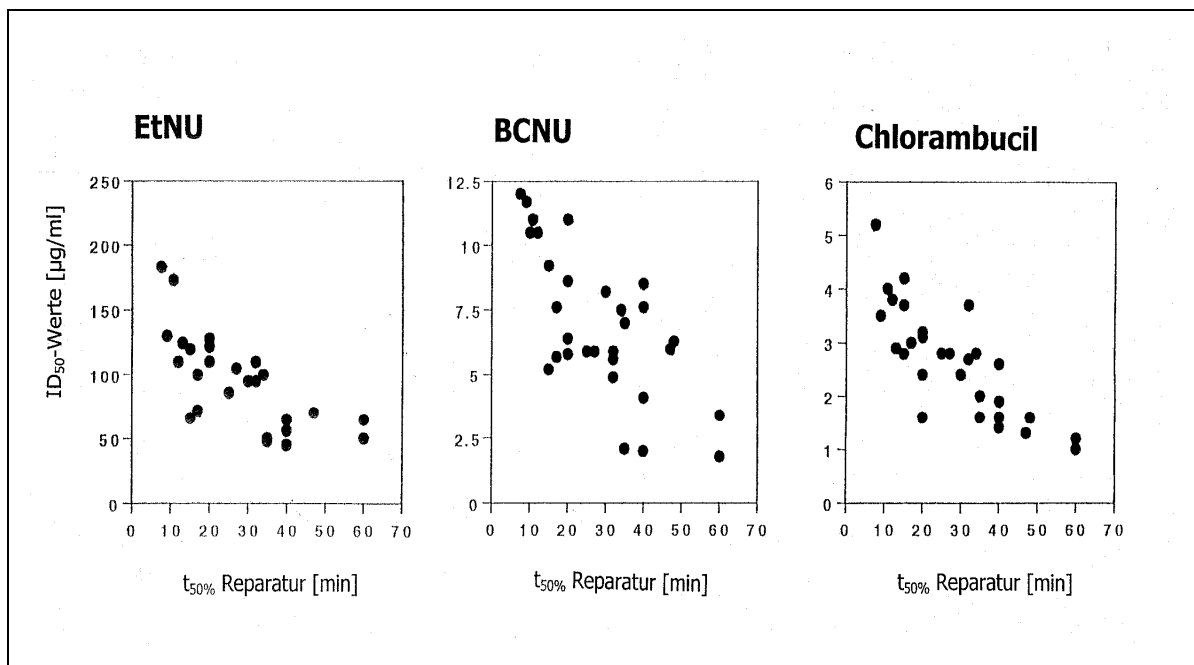 EtNU
BCNU
Chlorambucil
ID50-Werte [µg/ml]
250
200
150
100
50
0
0 10 20 30 40 50 60 70
t50% Reparatur [min]
12.5
10
7.5
5
2.5
0
0 10 20 30 40 50 60 70
t50% Reparatur [min]
6
5
4
3
2
1
0
0 10 20 30 40 50 60 70
t50% Reparatur [min]